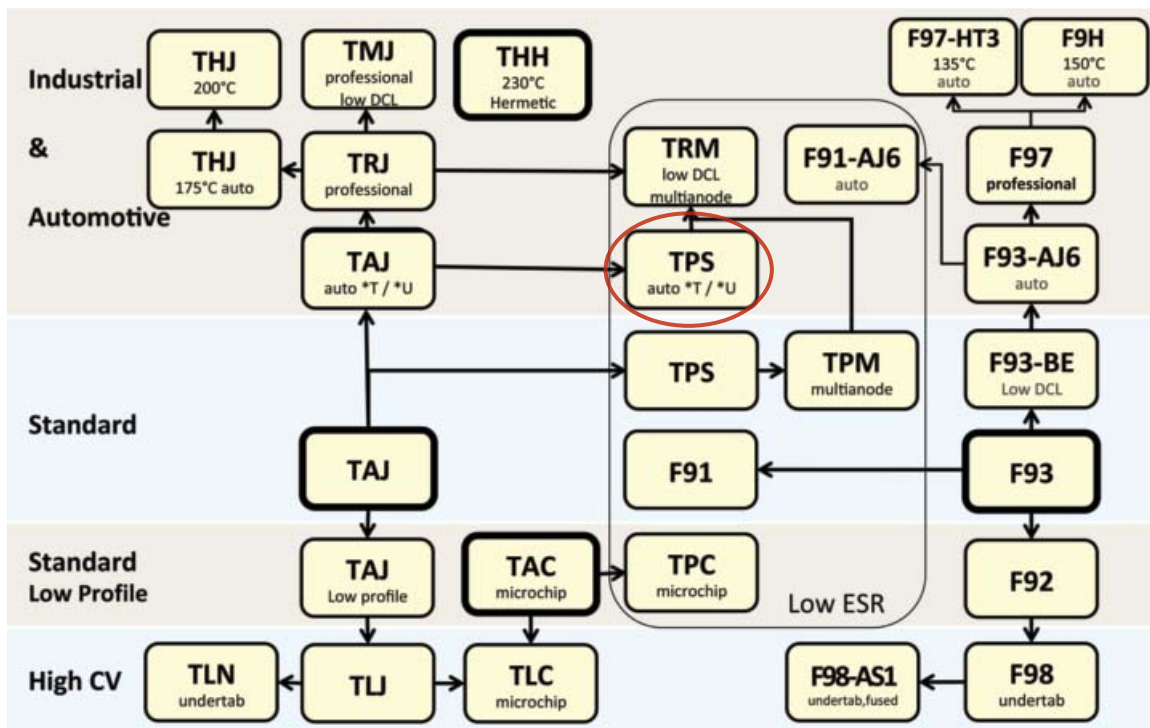 Industrial
&
Automotive
THJ
200°C
TMJ
professional
low DCL
THH
230°C
Hermetic
F97-HT3
135°C
auto
F9H
150°C
auto
THJ
175°C auto
TRJ
professional
TRM
low DCL
multianode
F91-AJ6
auto
F97
professional
TAJ
auto *T / *U
TPS
auto *T / *U
F93-AJ6
auto
Standard
TPS
TPM
multianode
F93-BE
Low DCL
TAJ
F91
F93
Standard
Low Profile
TAJ
Low profile
TAC
microchip
TPC
microchip
Low ESR
F92
High CV
TLN
undertab
TLJ
TLC
microchip
F98-AS1
undertab,fused
F98
undertab